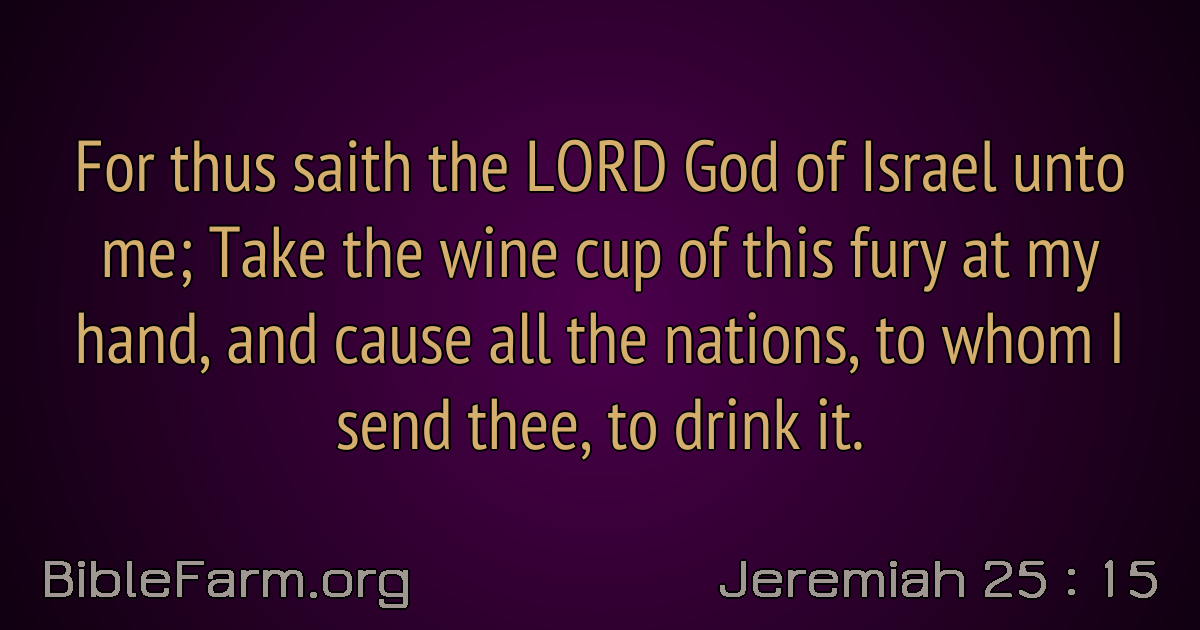 For thus saith the LORD God of Israel unto
me; Take the wine cup of this fury at my
hand, and cause all the nations, to whom I
send thee, to drink it.
BibleFarm.org
Jeremiah 25 : 15